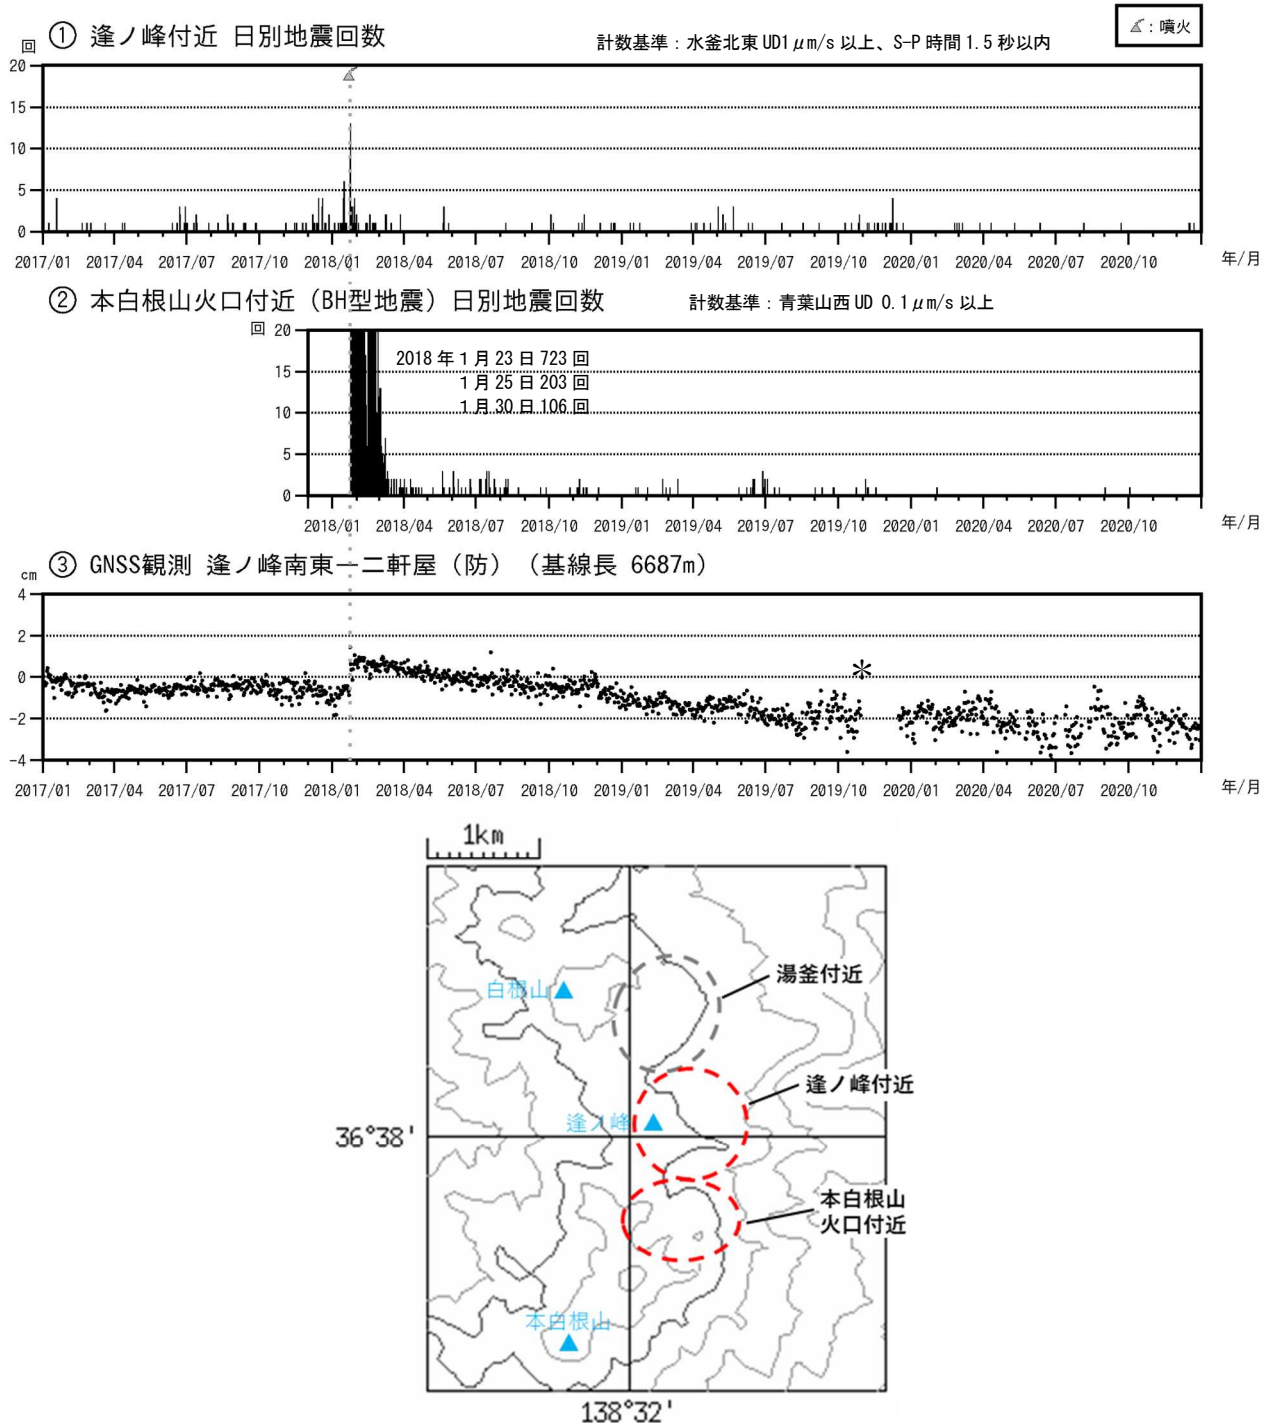 ① 逢ノ峰付近 日別地震回数
計数基準：水釜北東 UD1μm/s 以上、S-P 時間 1.5 秒以内
：噴火
回
20
15
10
5
0
2017/01 2017/04 2017/07 2017/10 2018/01 2018/04 2018/07 2018/10 2019/01 2019/04 2019/07 2019/10 2020/01 2020/04 2020/07 2020/10 年/月
② 本白根山火口付近（BH型地震）日別地震回数
計数基準：青葉山西 UD 0.1μm/s 以上
回
20
15
10
5
0
2018 年 1 月 23 日 723 回
1 月 25 日 203 回
1 月 30 日 106 回
2018/01 2018/04 2018/07 2018/10 2019/01 2019/04 2019/07 2019/10 2020/01 2020/04 2020/07 2020/10 年/月
③ GNSS観測 逢ノ峰南東－二軒屋（防）（基線長 6687m）
cm
4
2
0
-2
-4
＊
2017/01 2017/04 2017/07 2017/10 2018/01 2018/04 2018/07 2018/10 2019/01 2019/04 2019/07 2019/10 2020/01 2020/04 2020/07 2020/10 年/月
1km
湯釜付近
白根山
逢ノ峰付近
逢ノ峰
36°38'
本白根山
火口付近
本白根山
138°32'